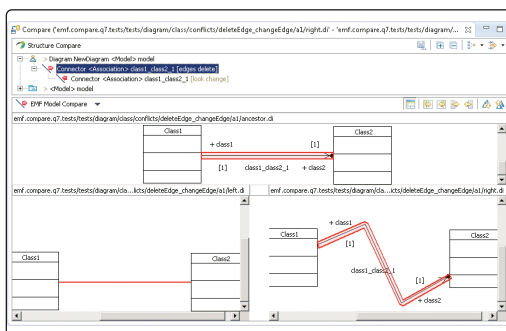 Compare ('emf.compare.q7.tests/tests/diagram/class/conflicts/deleteEdge_changeEdge/a1/right.di' - 'emf.compare.q7.tests/tests/diagram/...
Structure Compare
> Diagram NewDiagram <Model> model
Connector <Association> class1_class2_1 [edges delete]
Connector <Association> class1_class2_1 [look change]
> <Model> model
EMF Model Compare
emf.compare.q7.tests/tests/diagram/class/conflicts/deleteEdge_changeEdge/a1/ancestor.di
Class1
Class2
+ class1
[1]
[1]
class1_class2_1
+ class2
emf.compare.q7.tests/tests/diagram/cla...licts/deleteEdge_changeEdge/a1/left.di
emf.compare.q7.tests/tests/diagram/cla...icts/deleteEdge_changeEdge/a1/right.di
Class1
Class2
+ class1
Class1
[1]
Class2
class1_class2_1
[1]
+ class2